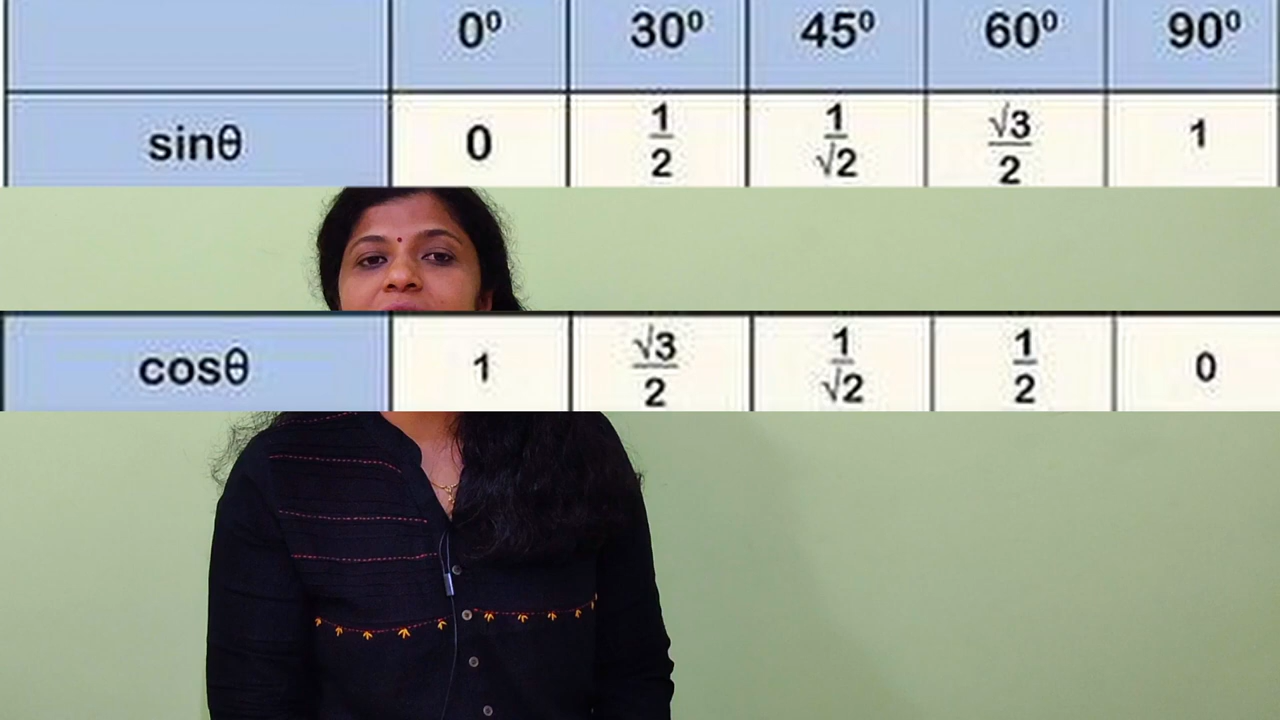 0⁰ 30⁰ 45⁰ 60⁰ 90⁰
sinθ 0 1/2 1/√2 √3/2 1
cosθ 1 √3/2 1/√2 1/2 0